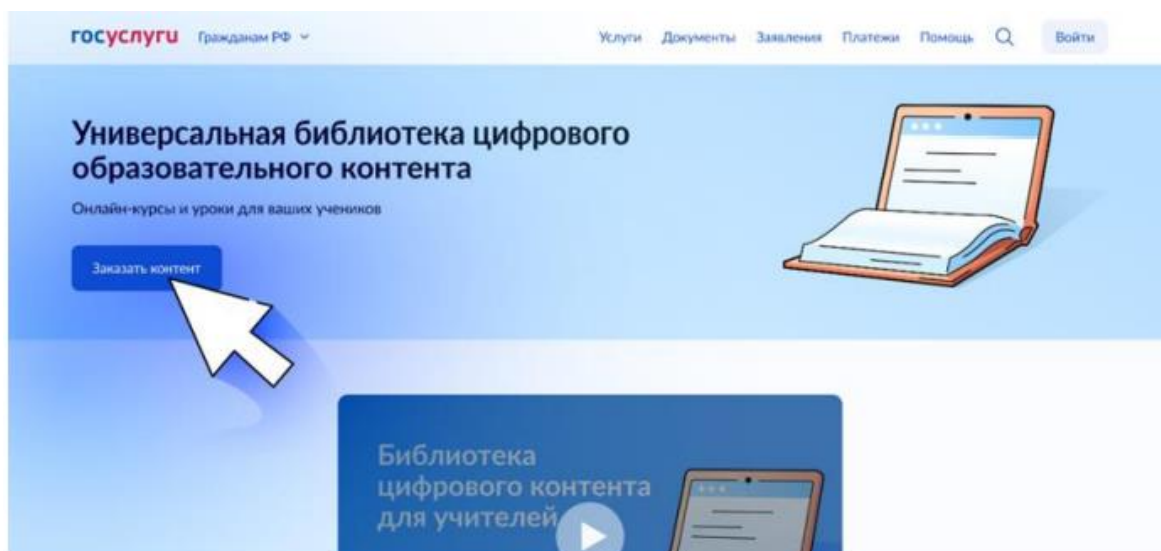 госуслуги Гражданам РФ Услуги Документы Заявления Платежи Помощь Войти
Универсальная библиотека цифрового
образовательного контента
Онлайн-курсы и уроки для ваших учеников
Заказать контент
Библиотека
цифрового контента
для учителей